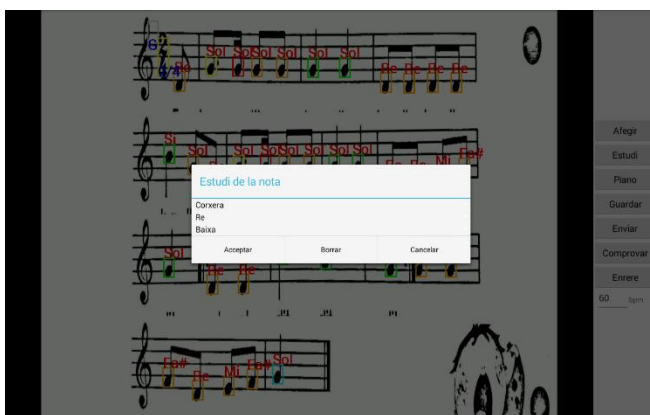 Sol Sol Sol Sol Sol Sol
G
4/4 Re Re Re Re Re
Si
Sol Sol Sol Sol Sol Sol Sol Fa#
Re Re Mi
Estudi de la nota
Corxera
Re
Baixa
Acceptar Borrar Cancelar
Sol
Re Re
Fa# Re Mi Fa# Sol
Afegir
Estudi
Piano
Guardar
Enviar
Comprovar
Enrere
60 bpm